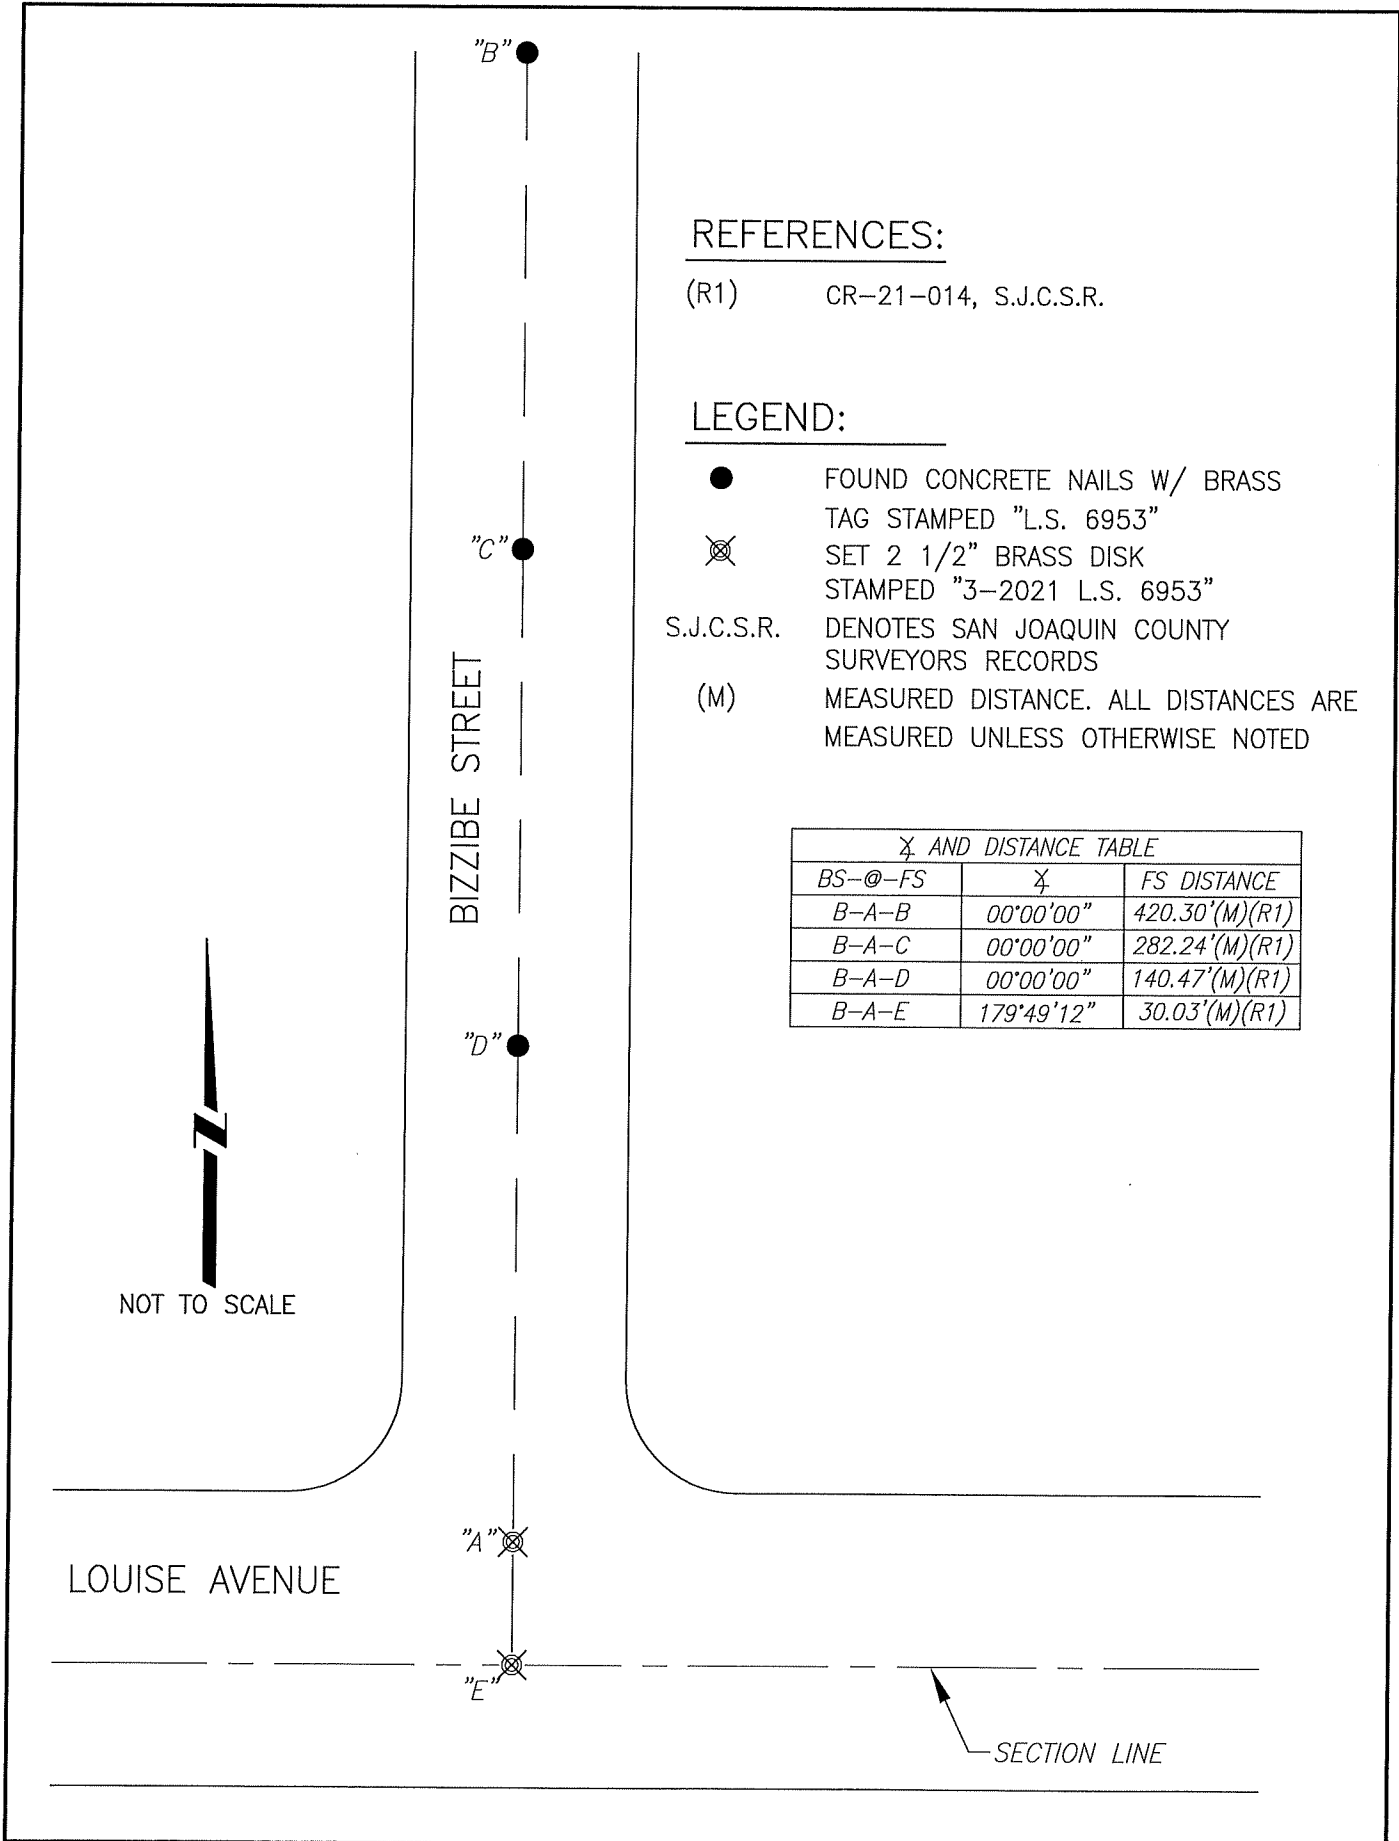 "B"
REFERENCES:
(R1) CR-21-014, S.J.C.S.R.
LEGEND:
FOUND CONCRETE NAILS W/ BRASS
TAG STAMPED "L.S. 6953"
"C"
SET 2 1/2" BRASS DISK
STAMPED "3-2021 L.S. 6953"
S.J.C.S.R. DENOTES SAN JOAQUIN COUNTY
SURVEYORS RECORDS
(M) MEASURED DISTANCE. ALL DISTANCES ARE
MEASURED UNLESS OTHERWISE NOTED
BIZZIBE STREET
∡ AND DISTANCE TABLE
BS-@-FS ∡ FS DISTANCE
B-A-B 00°00'00" 420.30'(M)(R1)
B-A-C 00°00'00" 282.24'(M)(R1)
B-A-D 00°00'00" 140.47'(M)(R1)
B-A-E 179°49'12" 30.03'(M)(R1)
"D"
Z
NOT TO SCALE
"A"
LOUISE AVENUE
"E"
SECTION LINE